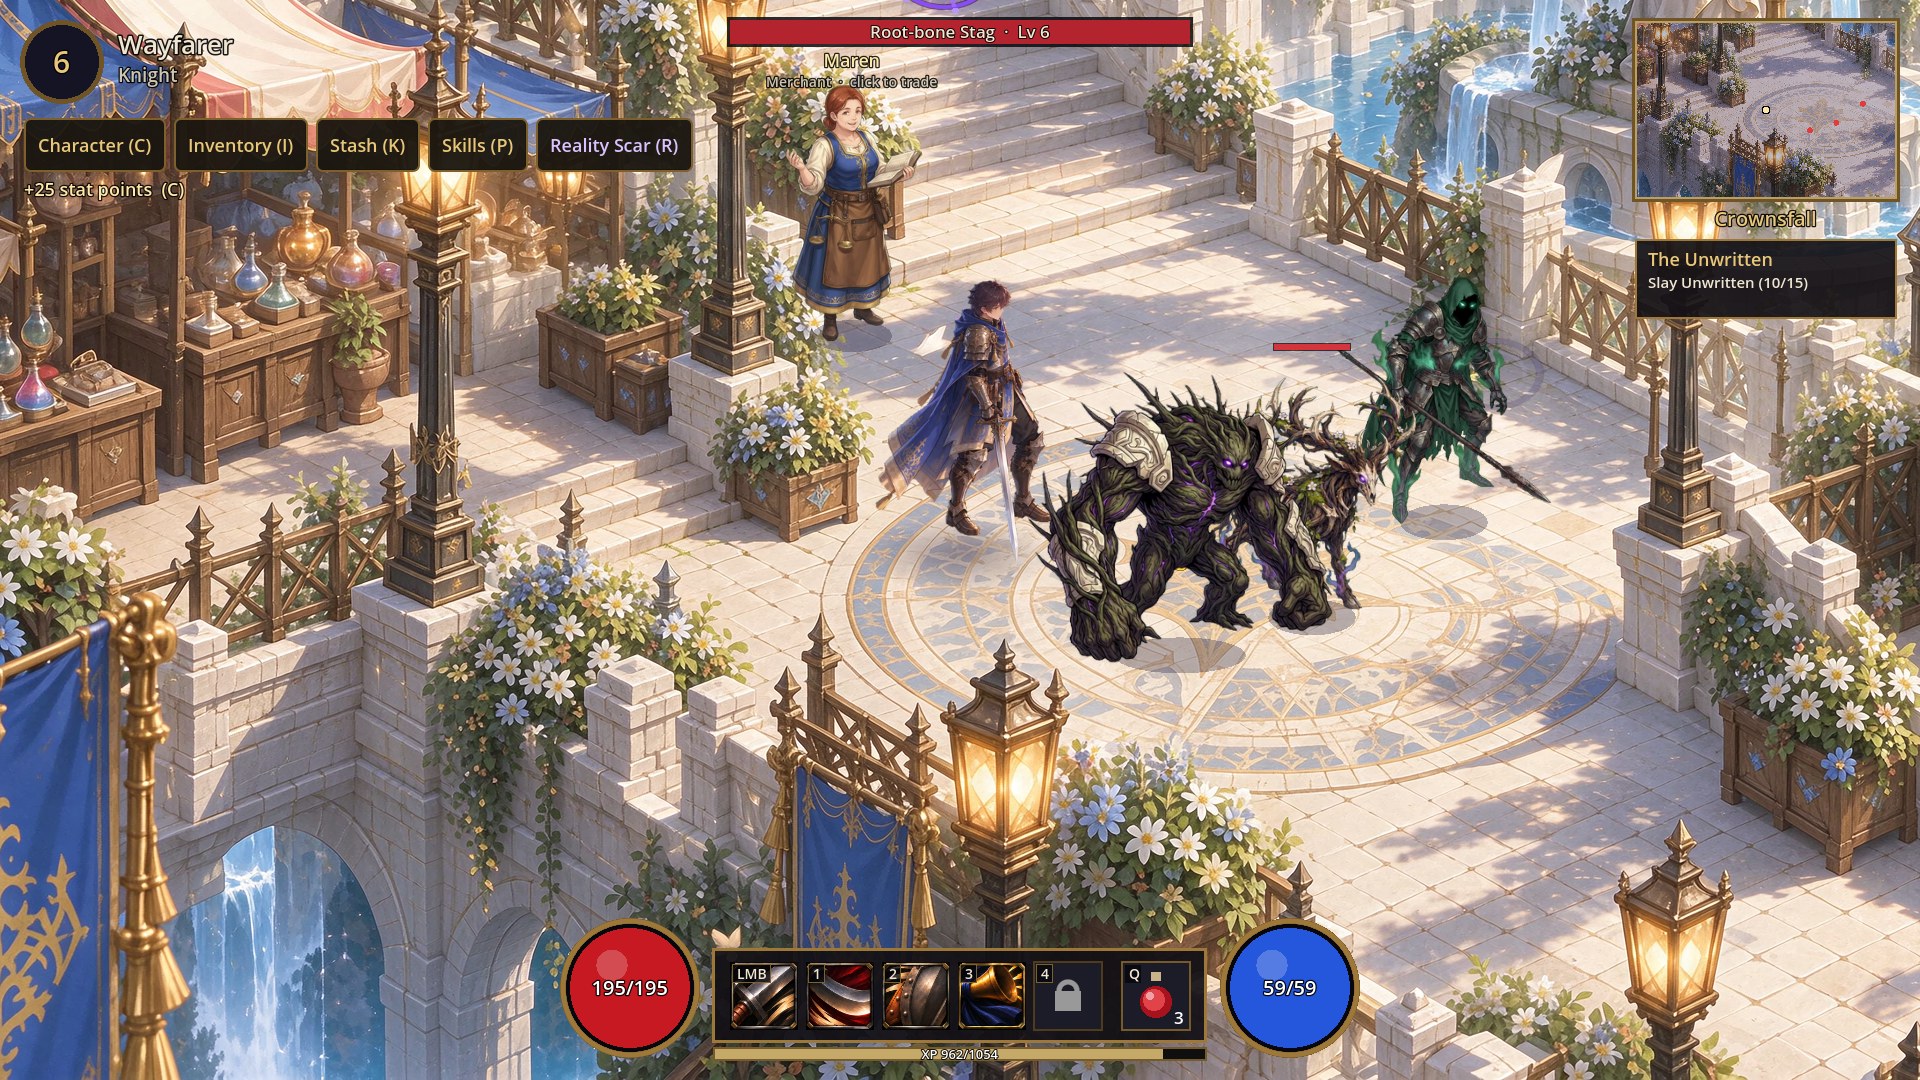 6
Wayfarer
Knight
Character (C)
Inventory (I)
Stash (K)
Skills (P)
Reality Scar (R)
+25 stat points (C)
Root-bone Stag · Lv 6
Maren
Merchant · click to trade
Crownsfall
The Unwritten
Slay Unwritten (10/15)
195/195
LMB
1
2
3
4
Q
3
59/59
XP 962/1054